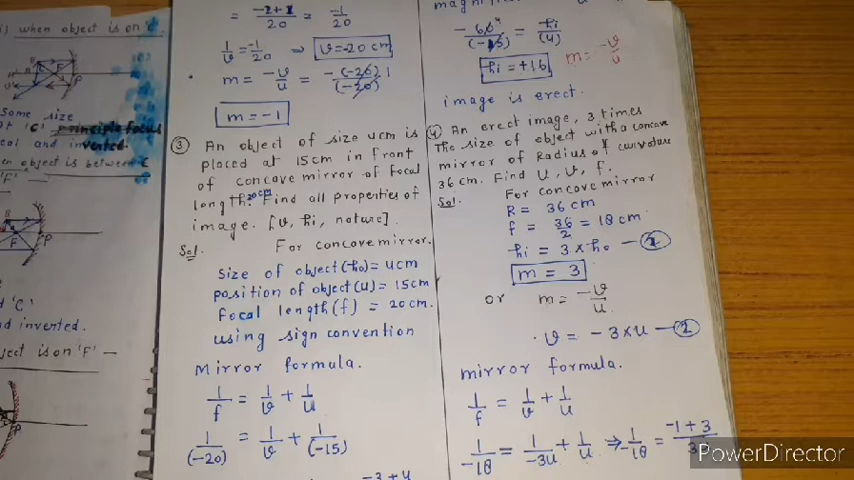 i) when object is on 'C'
Some size
At 'C' principle focus
real and inverted.
en object is between C
'F'
F
P
'C'
nd inverted.
ject is on 'F' —
P
= -2+1/20 = -1/20
1/v = -1/20 ⇒ v=-20 cm
m = -v/u = -(-20)/(-20) 1
m = -1
③ An object of size 4cm is
placed at 15cm in front
of concave mirror of focal
length. 20cm Find all properties of
image. [v, hi, nature].
Sol. For concave mirror.
Size of object (ho) = 4cm
position of object (u) = 15cm
Focal length (f) = 20cm.
using sign convention
Mirror formula.
1/f = 1/v + 1/u
1/(-20) = 1/v + 1/(-15)
-3+4
hi/(4)
m = -v/u
hi = +16
image is erect.
④ An erect image, 3 times
The size of object with a concave
mirror of Radius of curvature
36 cm. Find u, v, f.
Sol. For concave mirror
R = 36 cm
f = 36/2 = 18 cm
hi = 3 × ho —
m = 3
or m = -v/u
v = -3×u — ②
mirror formula.
1/f = 1/v + 1/u
1/-18 = 1/-3u + 1/u ⇒ 1/-18 = -1+3/3
PowerDirector